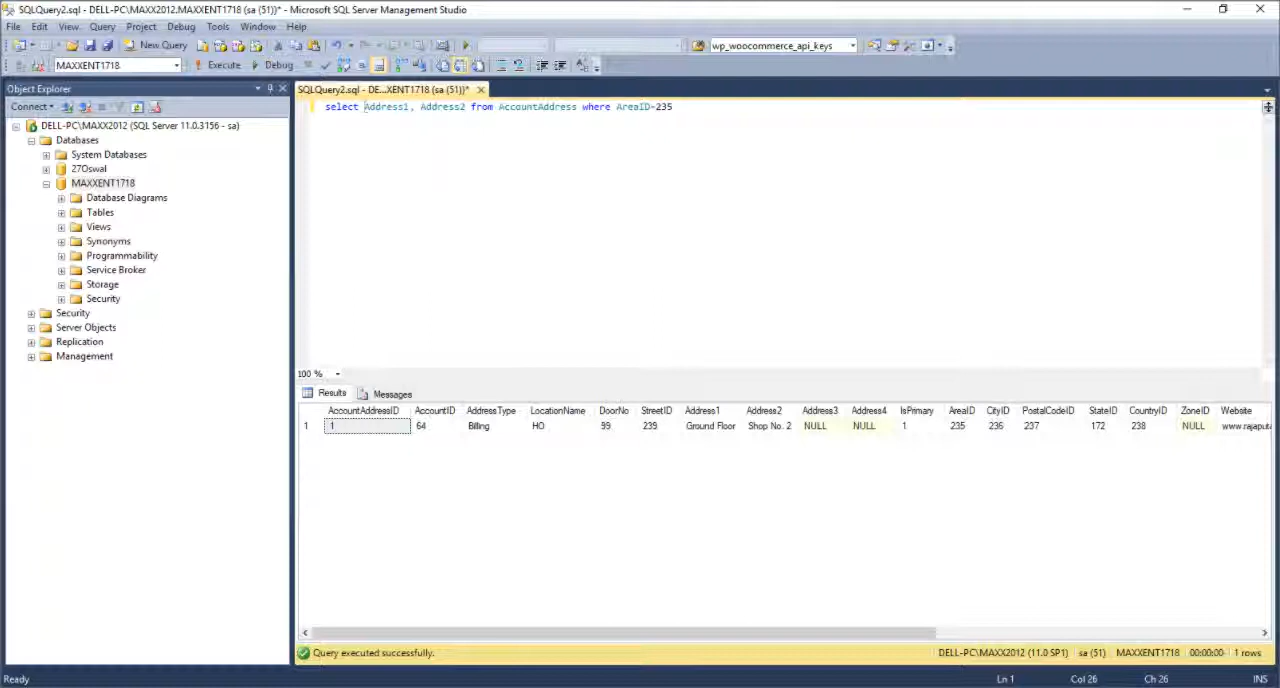 SQLQuery2.sql - DELL-PC\MAXX2012.MAXXENT1718 (sa (51))* - Microsoft SQL Server Management Studio
File Edit View Query Project Debug Tools Window Help
New Query wp_woocommerce_api_keys
MAXXENT1718 Execute Debug
Object Explorer
Connect
DELL-PC\MAXX2012 (SQL Server 11.0.3156 - sa)
Databases
System Databases
27Oswal
MAXXENT1718
Database Diagrams
Tables
Views
Synonyms
Programmability
Service Broker
Storage
Security
Security
Server Objects
Replication
Management
SQLQuery2.sql - DE...XENT1718 (sa (51))*
select Address1, Address2 from AccountAddress where AreaID=235
100 %
Results Messages
AccountAddressID AccountID AddressType LocationName DoorNo StreetID Address1 Address2 Address3 Address4 IsPrimary AreaID CityID PostalCodeID StateID CountryID ZoneID Website
1 1 64 Billing HO 99 239 Ground Floor Shop No. 2 NULL NULL 1 235 236 237 172 238 NULL
Query executed successfully.
DELL-PC\MAXX2012 (11.0 SP1) sa (51) MAXXENT1718 00:00:00 1 rows
Ready Ln 1 Col 26 Ch 26 INS